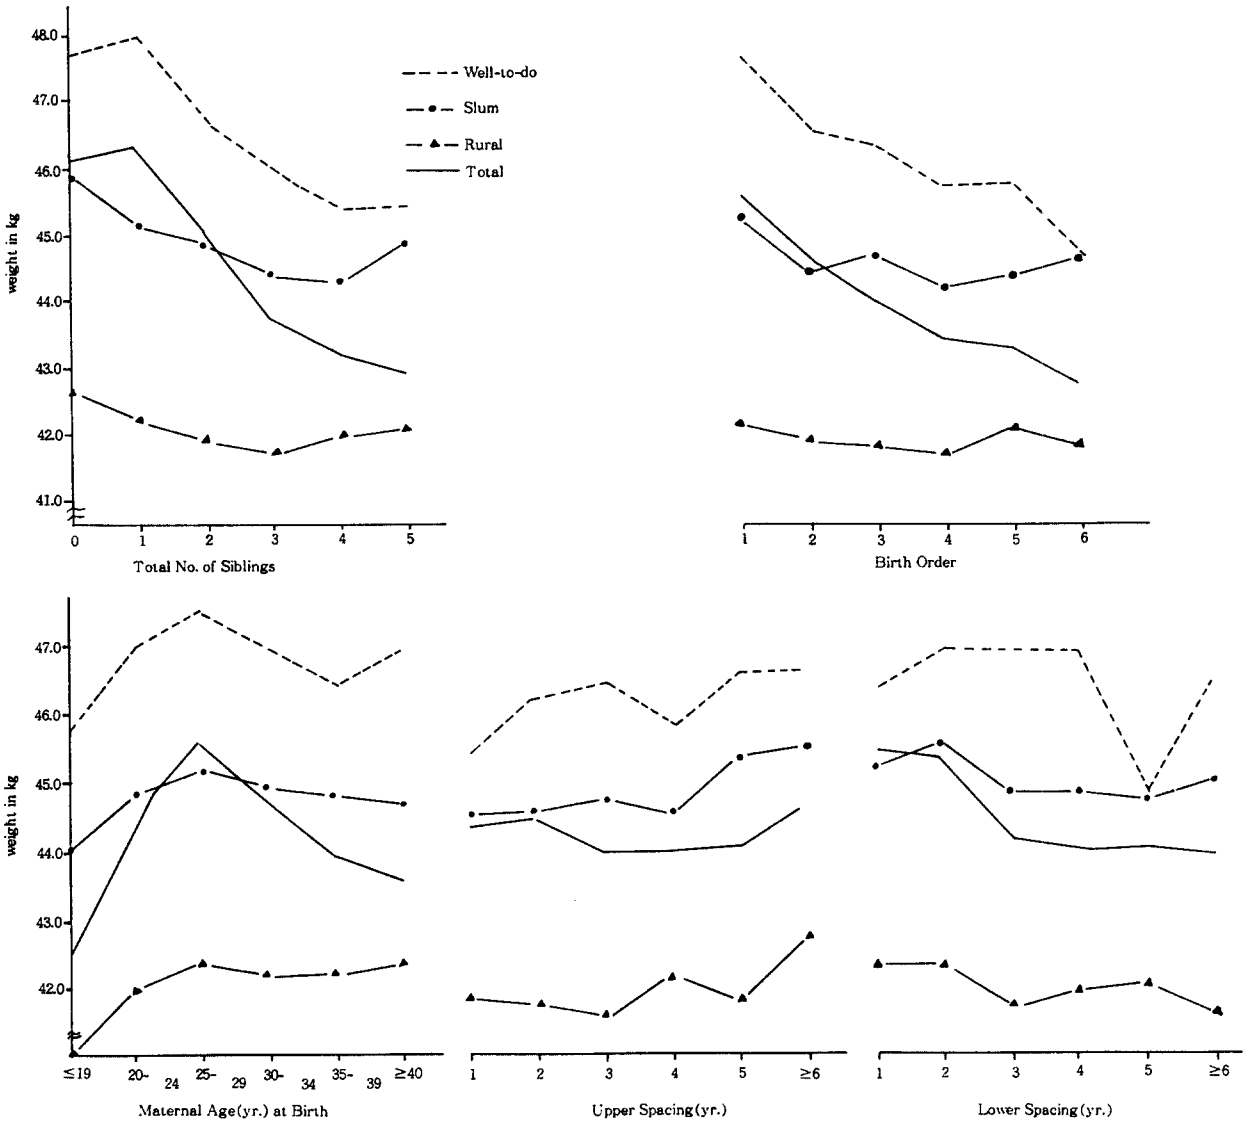 48.0
47.0
46.0
45.0
44.0
43.0
42.0
41.0
weight in kg
Well-to-do
Slum
Rural
Total
0 1 2 3 4 5
Total No. of Siblings
1 2 3 4 5 6
Birth Order
47.0
46.0
45.0
44.0
43.0
42.0
weight in kg
≤19 20-24 25-29 30-34 35-39 ≥40
Maternal Age(yr.) at Birth
1 2 3 4 5 ≥6
Upper Spacing(yr.)
1 2 3 4 5 ≥6
Lower Spacing(yr.)